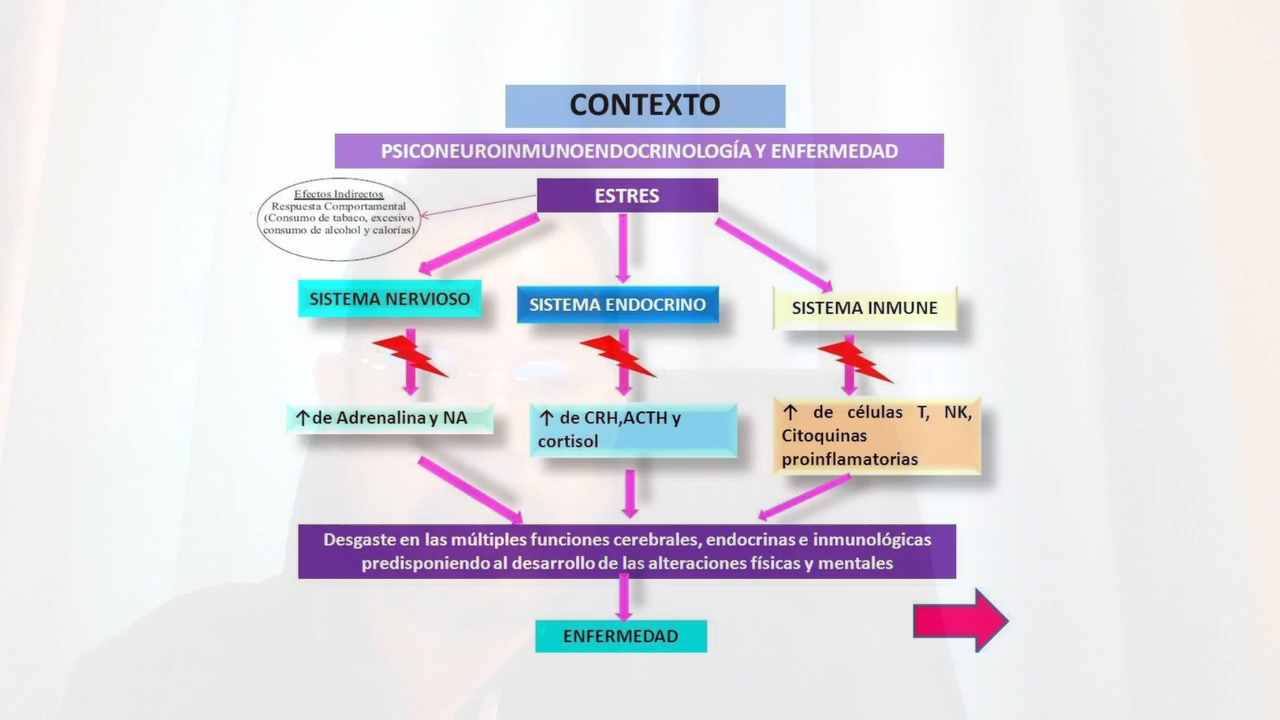 CONTEXTO
PSICONEUROINMUNOENDOCRINOLOGÍA Y ENFERMEDAD
ESTRES
Efectos Indirectos
Respuesta Comportamental
(Consumo de tabaco, excesivo
consumo de alcohol y calorías)
SISTEMA NERVIOSO
SISTEMA ENDOCRINO
SISTEMA INMUNE
↑de Adrenalina y NA
↑ de CRH,ACTH y
cortisol
↑ de células T, NK,
Citoquinas
proinflamatorias
Desgaste en las múltiples funciones cerebrales, endocrinas e inmunológicas
predisponiendo al desarrollo de las alteraciones físicas y mentales
ENFERMEDAD